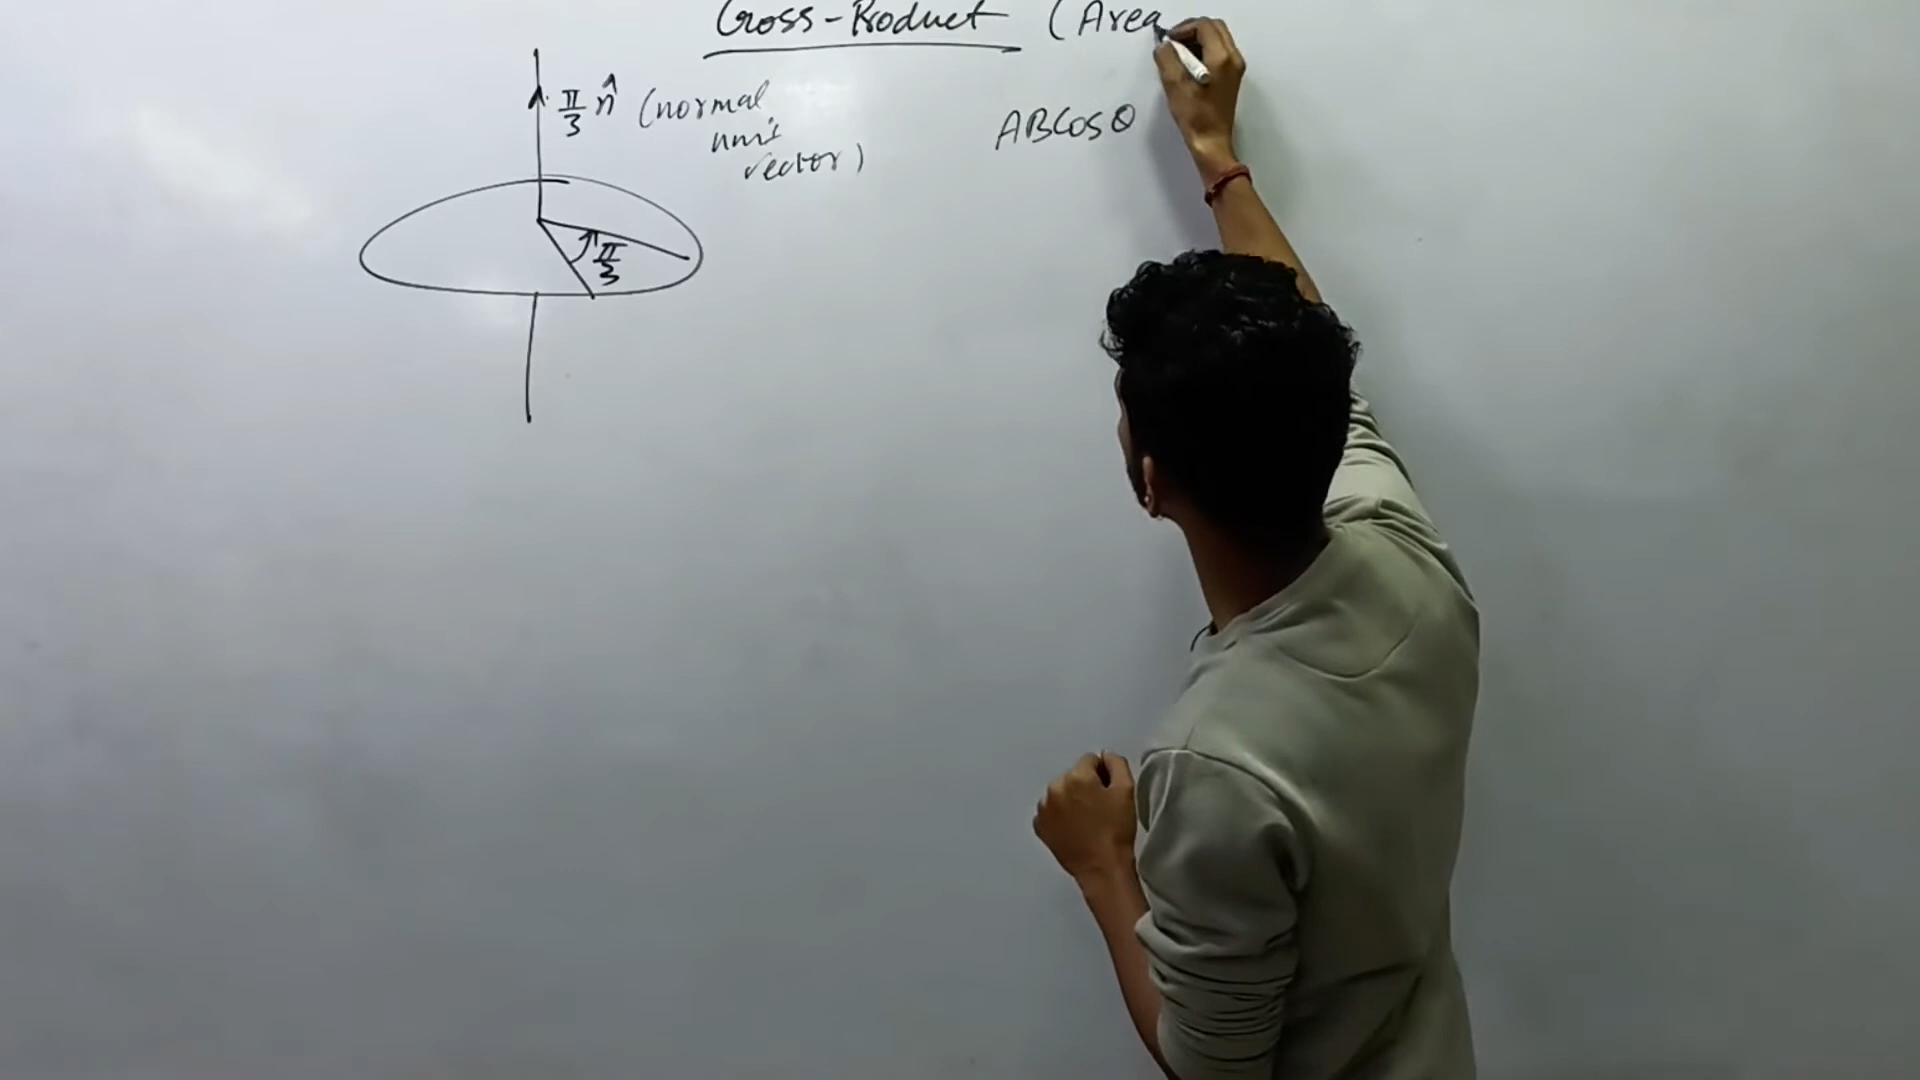 Cross-Product (Area
π/3 n̂ (normal
unit
vector)
ABCosθ
π/3